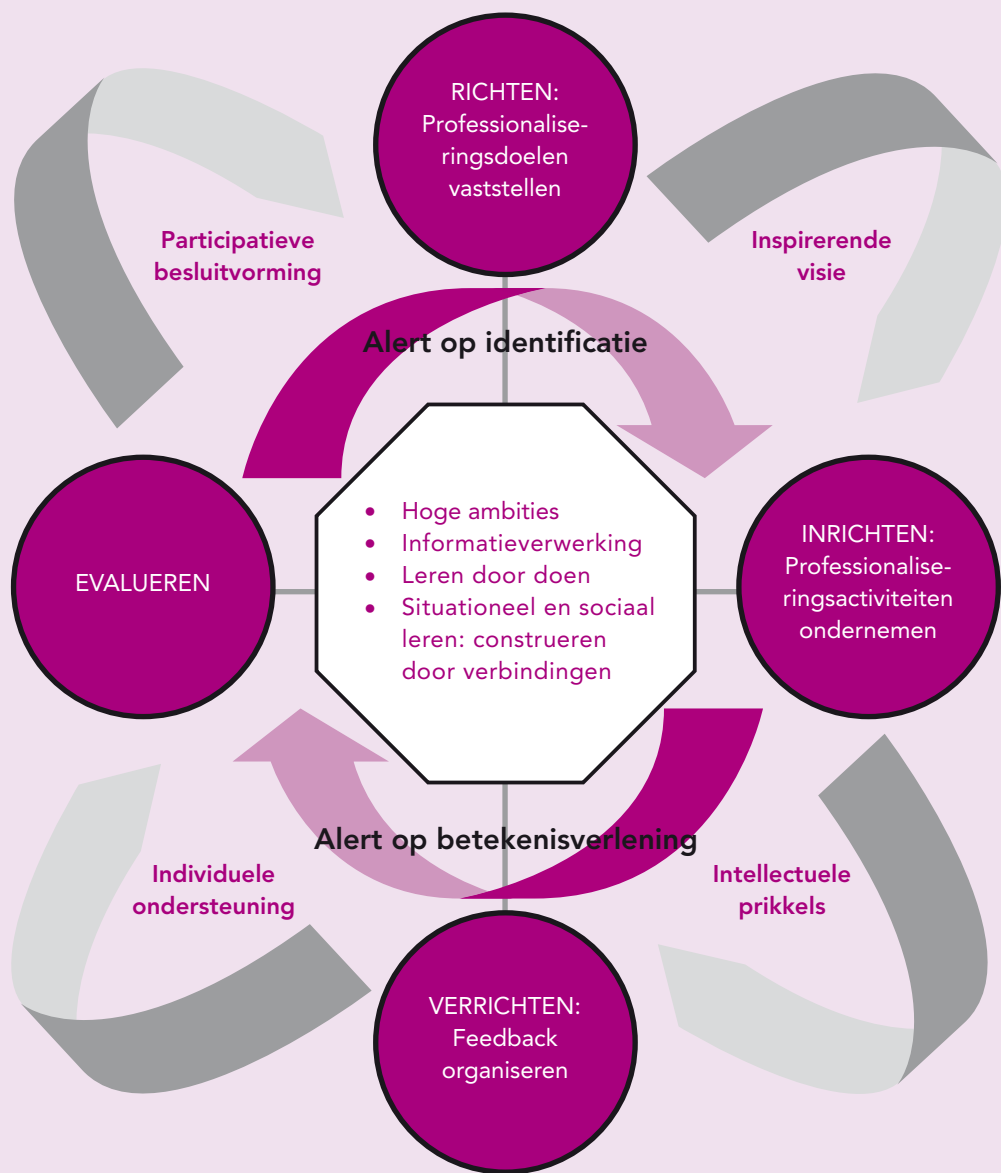 RICHTEN:
Professionalise-
ringsdoelen
vaststellen
Participatieve
besluitvorming
Inspirerende
visie
Alert op identificatie
EVALUEREN
• Hoge ambities
• Informatieverwerking
• Leren door doen
• Situationeel en sociaal
leren: construeren
door verbindingen
INRICHTEN:
Professionalise-
ringsactiviteiten
ondernemen
Alert op betekenisverlening
Individuele
ondersteuning
Intellectuele
prikkels
VERRICHTEN:
Feedback
organiseren